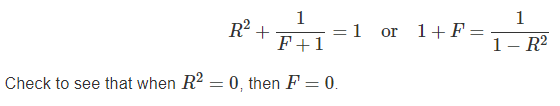 R² + 1/(F+1) = 1 or 1 + F = 1/(1 − R²)
Check to see that when R² = 0, then F = 0.